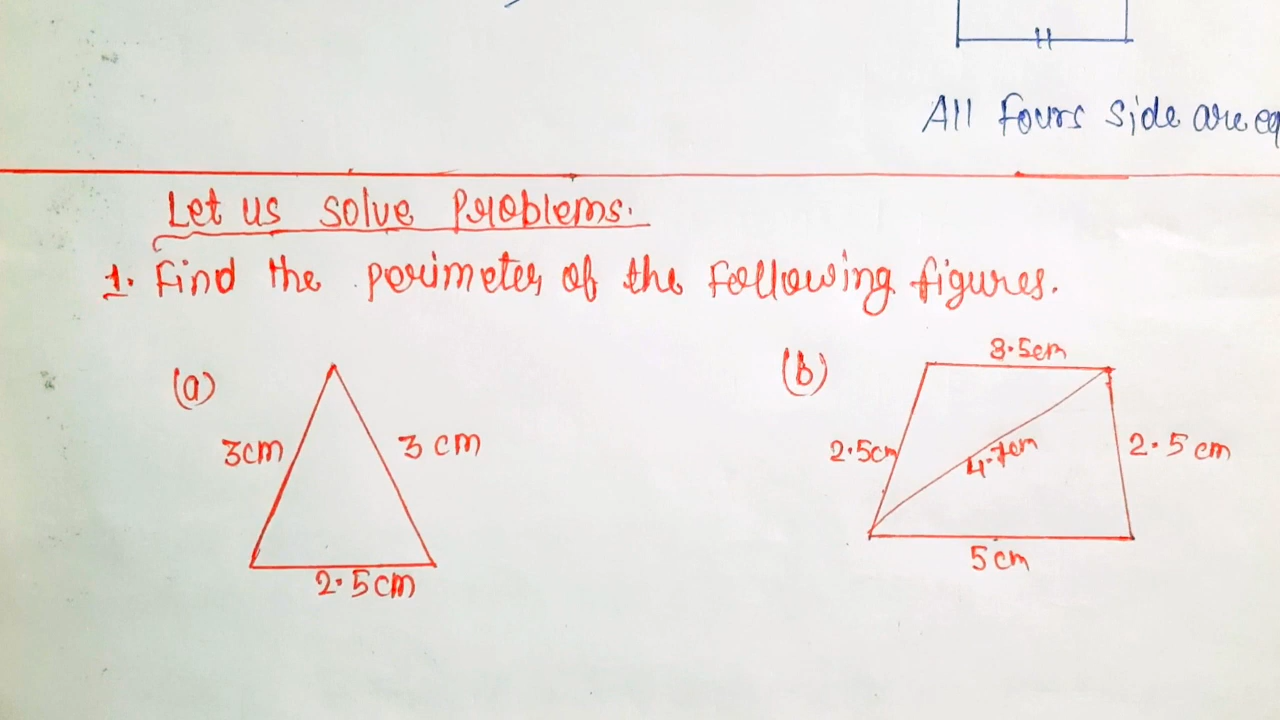 All fours side are eq
Let us solve Problems.
1. Find the perimeter of the following figures.
(a)
3cm
3 cm
2.5cm
(b)
3.5cm
2.5cm
4.7cm
2.5 cm
5cm